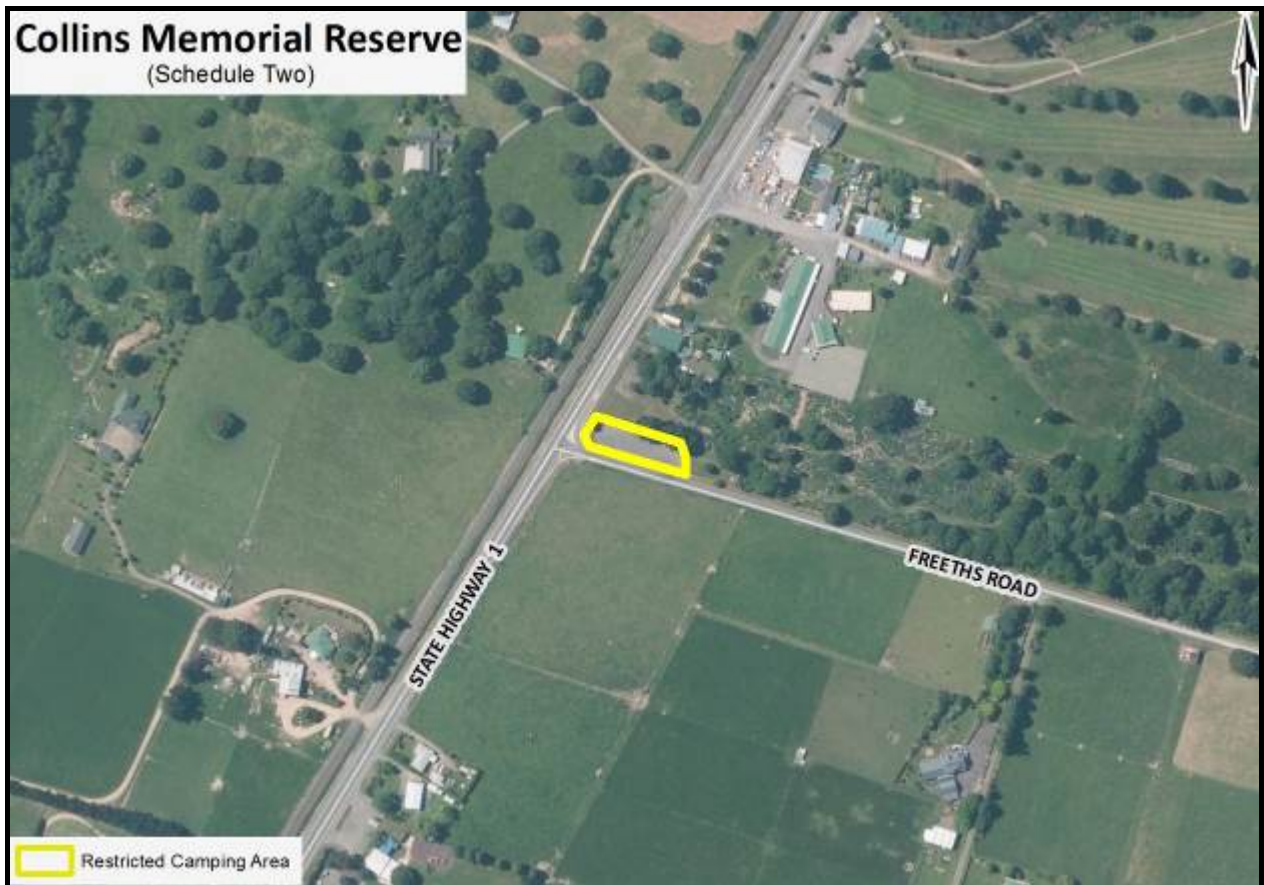 Collins Memorial Reserve
(Schedule Two)
FREETHS ROAD
STATE HIGHWAY 1
Restricted Camping Area